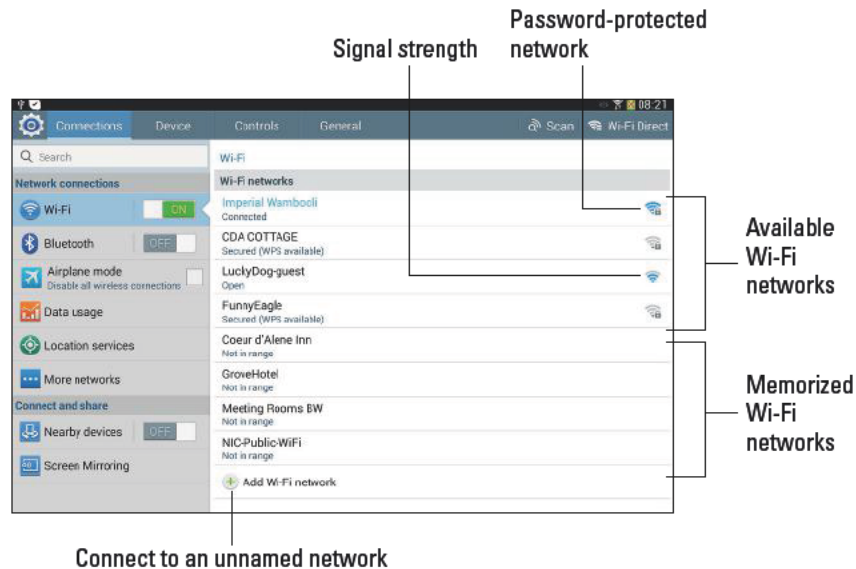 Password-protected
network
Signal strength
08:21
Connections Device Controls General Scan Wi-Fi Direct
Search
Network connections
Wi-Fi ON
Bluetooth OFF
Airplane mode
Disable all wireless connections
Data usage
Location services
More networks
Connect and share
Nearby devices OFF
Screen Mirroring
Wi-Fi
Wi-Fi networks
Imperial Wambooli
Connected
CDA COTTAGE
Secured (WPS available)
LuckyDog-guest
Open
FunnyEagle
Secured (WPS available)
Coeur d'Alene Inn
Not in range
GroveHotel
Not in range
Meeting Rooms BW
Not in range
NIC-Public-WiFi
Not in range
Add Wi-Fi network
Available
Wi-Fi
networks
Memorized
Wi-Fi
networks
Connect to an unnamed network